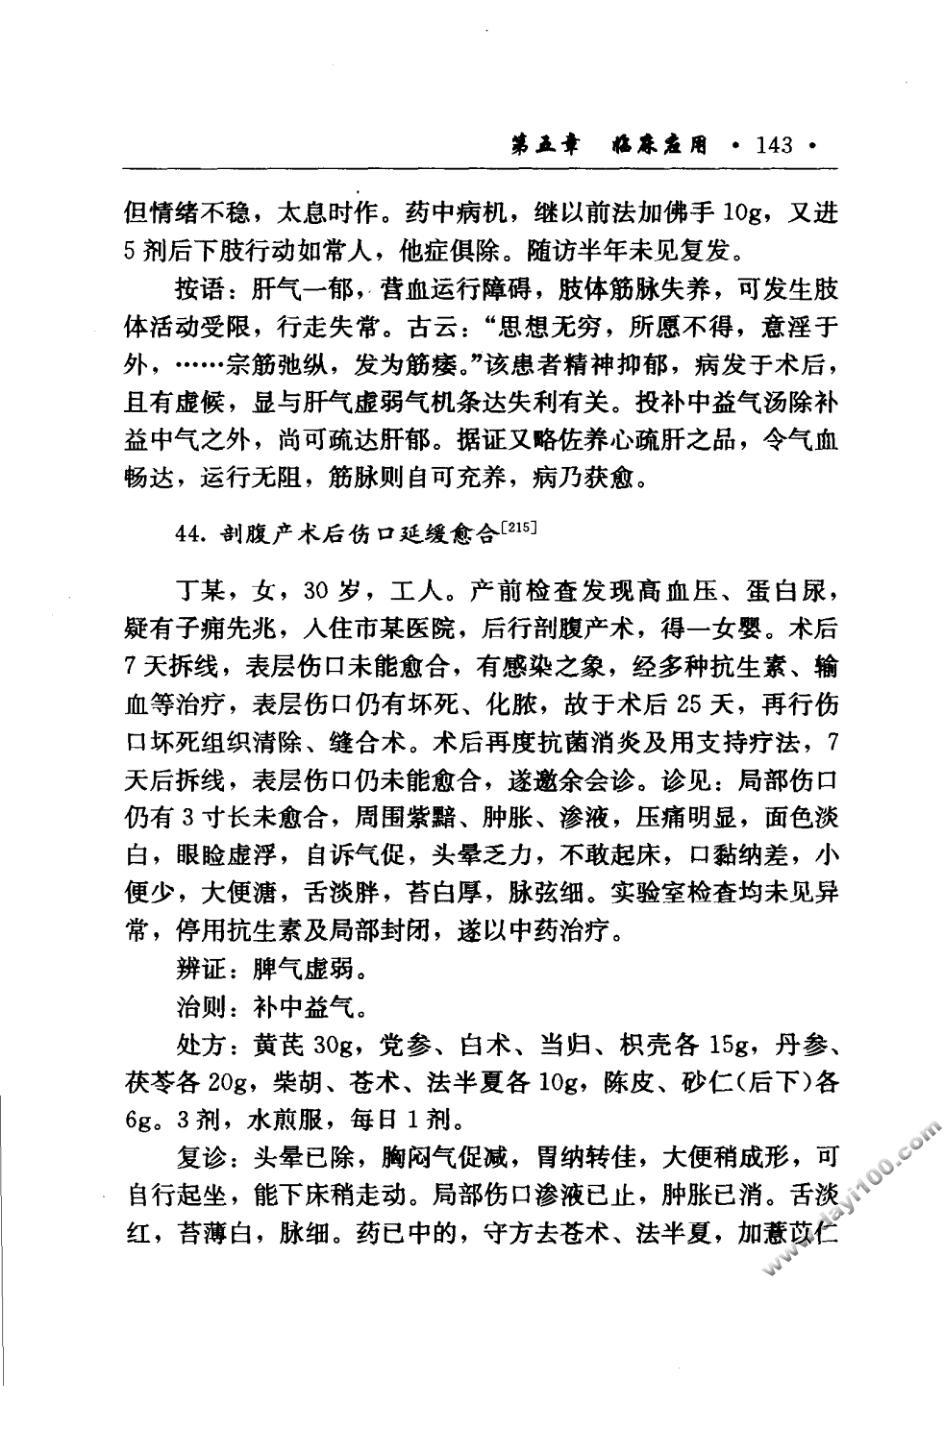 第五章 临床应用 · 143 ·
但情绪不稳，太息时作。药中病机，继以前法加佛手 10g，又进
5 剂后下肢行动如常人，他症俱除。随访半年未见复发。
按语：肝气一郁，营血运行障碍，肢体筋脉失养，可发生肢
体活动受限，行走失常。古云：“思想无穷，所愿不得，意淫于
外，……宗筋弛纵，发为筋痿。”该患者精神抑郁，病发于术后，
且有虚候，显与肝气虚弱气机条达失利有关。投补中益气汤除补
益中气之外，尚可疏达肝郁。据证又略佐养心疏肝之品，令气血
畅达，运行无阻，筋脉则自可充养，病乃获愈。
44. 剖腹产术后伤口延缓愈合[215]
丁某，女，30 岁，工人。产前检查发现高血压、蛋白尿，
疑有子痫先兆，入住市某医院，后行剖腹产术，得一女婴。术后
7 天拆线，表层伤口未能愈合，有感染之象，经多种抗生素、输
血等治疗，表层伤口仍有坏死、化脓，故于术后 25 天，再行伤
口坏死组织清除、缝合术。术后再度抗菌消炎及用支持疗法，7
天后拆线，表层伤口仍未能愈合，遂邀余会诊。诊见：局部伤口
仍有 3 寸长未愈合，周围紫黯、肿胀、渗液，压痛明显，面色淡
白，眼睑虚浮，自诉气促，头晕乏力，不敢起床，口黏纳差，小
便少，大便溏，舌淡胖，苔白厚，脉弦细。实验室检查均未见异
常，停用抗生素及局部封闭，遂以中药治疗。
辨证：脾气虚弱。
治则：补中益气。
处方：黄芪 30g，党参、白术、当归、枳壳各 15g，丹参、
茯苓各 20g，柴胡、苍术、法半夏各 10g，陈皮、砂仁（后下）各
6g。3 剂，水煎服，每日 1 剂。
复诊：头晕已除，胸闷气促减，胃纳转佳，大便稍成形，可
自行起坐，能下床稍走动。局部伤口渗液已止，肿胀已消。舌淡
红，苔薄白，脉细。药已中的，守方去苍术、法半夏，加薏苡仁
www.dayi100.com